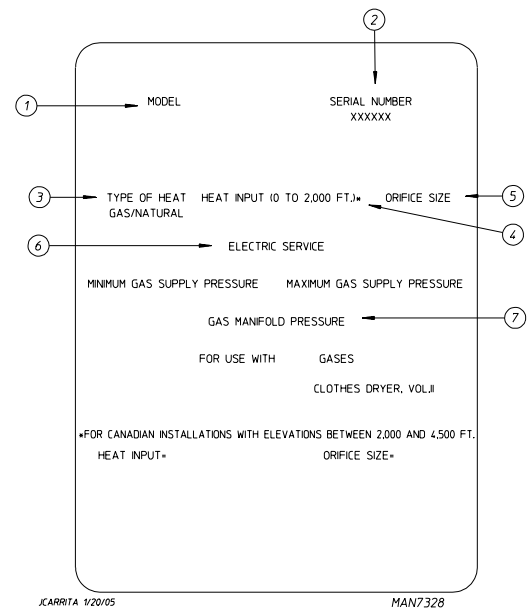 2
1 MODEL SERIAL NUMBER
XXXXXX
3 TYPE OF HEAT HEAT INPUT (0 TO 2,000 FT.)* ORIFICE SIZE 5
GAS/NATURAL
4
6 ELECTRIC SERVICE
MINIMUM GAS SUPPLY PRESSURE MAXIMUM GAS SUPPLY PRESSURE
GAS MANIFOLD PRESSURE 7
FOR USE WITH GASES
CLOTHES DRYER, VOL.II
*FOR CANADIAN INSTALLATIONS WITH ELEVATIONS BETWEEN 2,000 AND 4,500 FT.
HEAT INPUT= ORIFICE SIZE=
JCARRITA 1/20/05 MAN7328